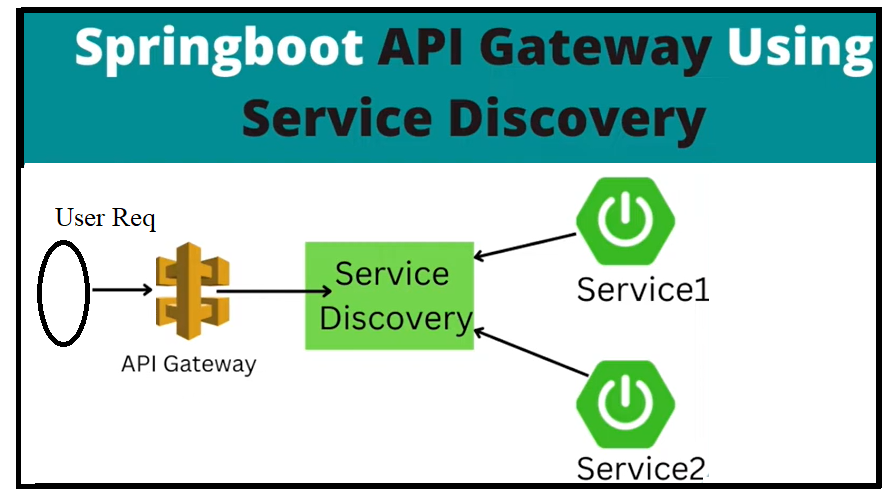 Springboot API Gateway Using
Service Discovery
User Req
API Gateway
Service
Discovery
Service1
Service2